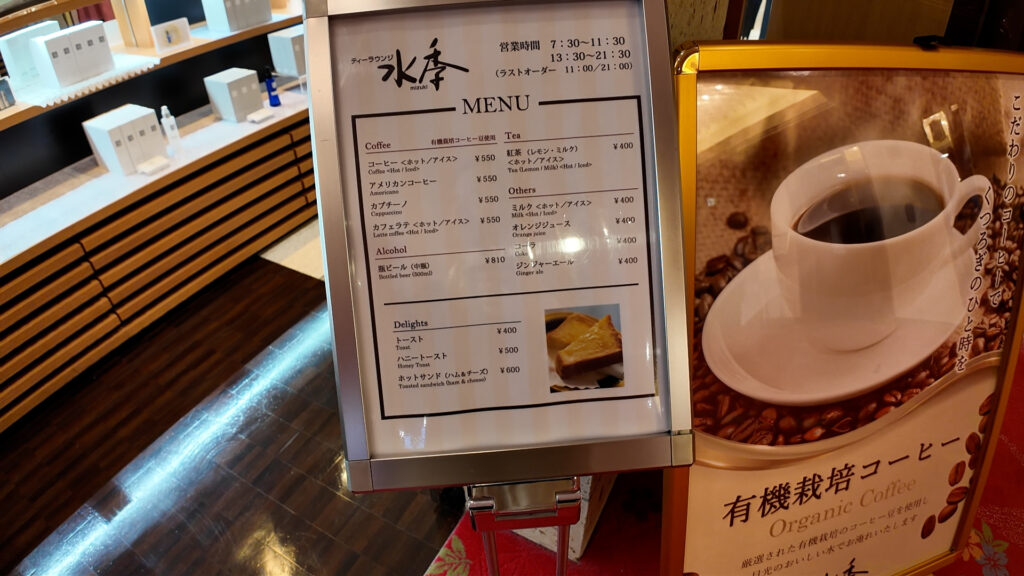 ティーラウンジ
水季
mizuki
営業時間 7：30～11：30
13：30～21：30
（ラストオーダー 11：00／21：00）
MENU
Coffee 有機栽培コーヒー豆使用
コーヒー <ホット／アイス> ¥550
Coffee <Hot / Iced>
アメリカンコーヒー ¥550
Americano
カプチーノ ¥550
Cappuccino
カフェラテ <ホット／アイス> ¥550
Latte coffee <Hot / Iced>
Alcohol
瓶ビール（中瓶） ¥810
Bottled beer (500ml)
Tea
紅茶（レモン・ミルク） ¥400
<ホット／アイス>
Tea (Lemon / Milk) <Hot / Iced>
Others
ミルク <ホット／アイス> ¥400
Milk <Hot / Iced>
オレンジジュース ¥400
Orange juice
コーラ ¥400
ジンジャーエール ¥400
Ginger ale
Delights
トースト ¥400
Toast
ハニートースト ¥500
Honey Toast
ホットサンド（ハム&チーズ） ¥600
Toasted sandwich (ham & cheese)
こだわりのコーヒーで
くつろぎのひと時を
有機栽培コーヒー
Organic Coffee
厳選された有機栽培のコーヒー豆を使用し
日光のおいしい水でお淹れいたします
水季